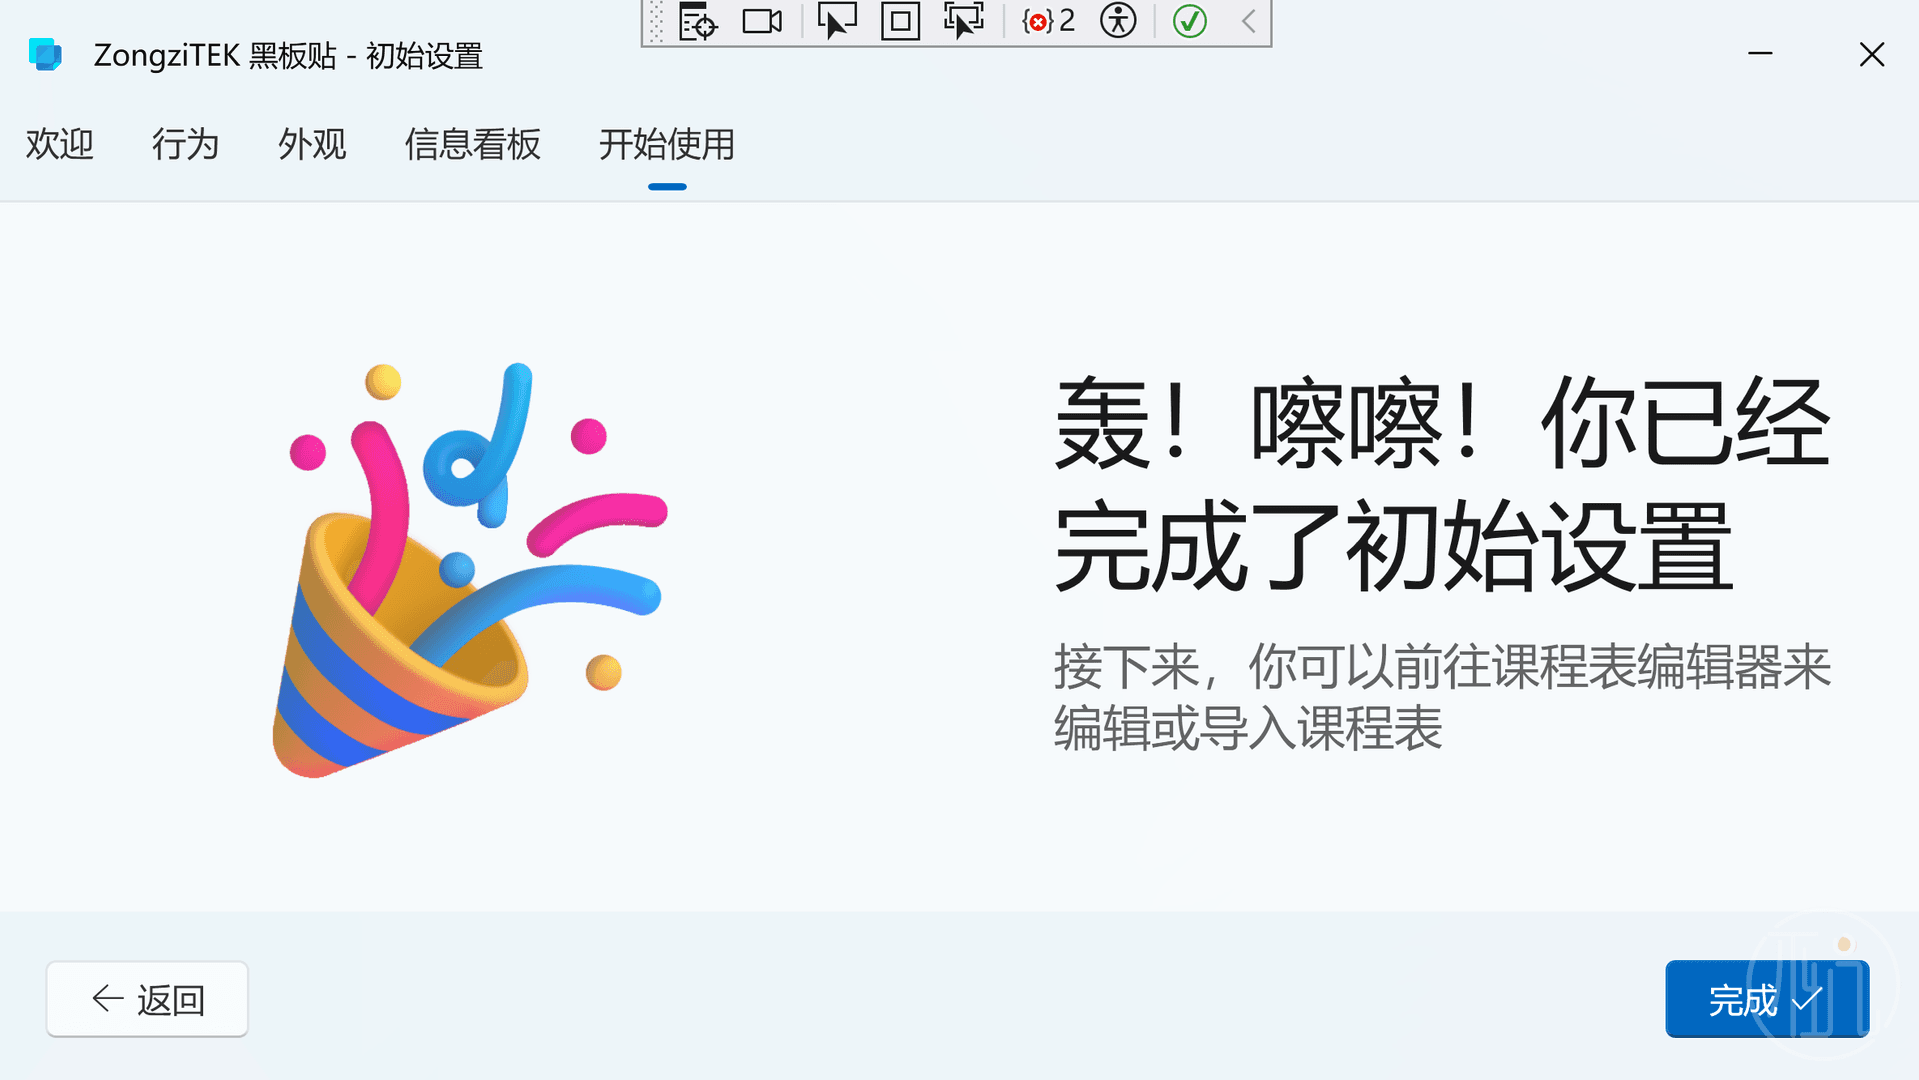 2
ZongziTEK 黑板贴 - 初始设置
欢迎 行为 外观 信息看板 开始使用
轰！嚓嚓！你已经
完成了初始设置
接下来，你可以前往课程表编辑器来
编辑或导入课程表
返回
完成